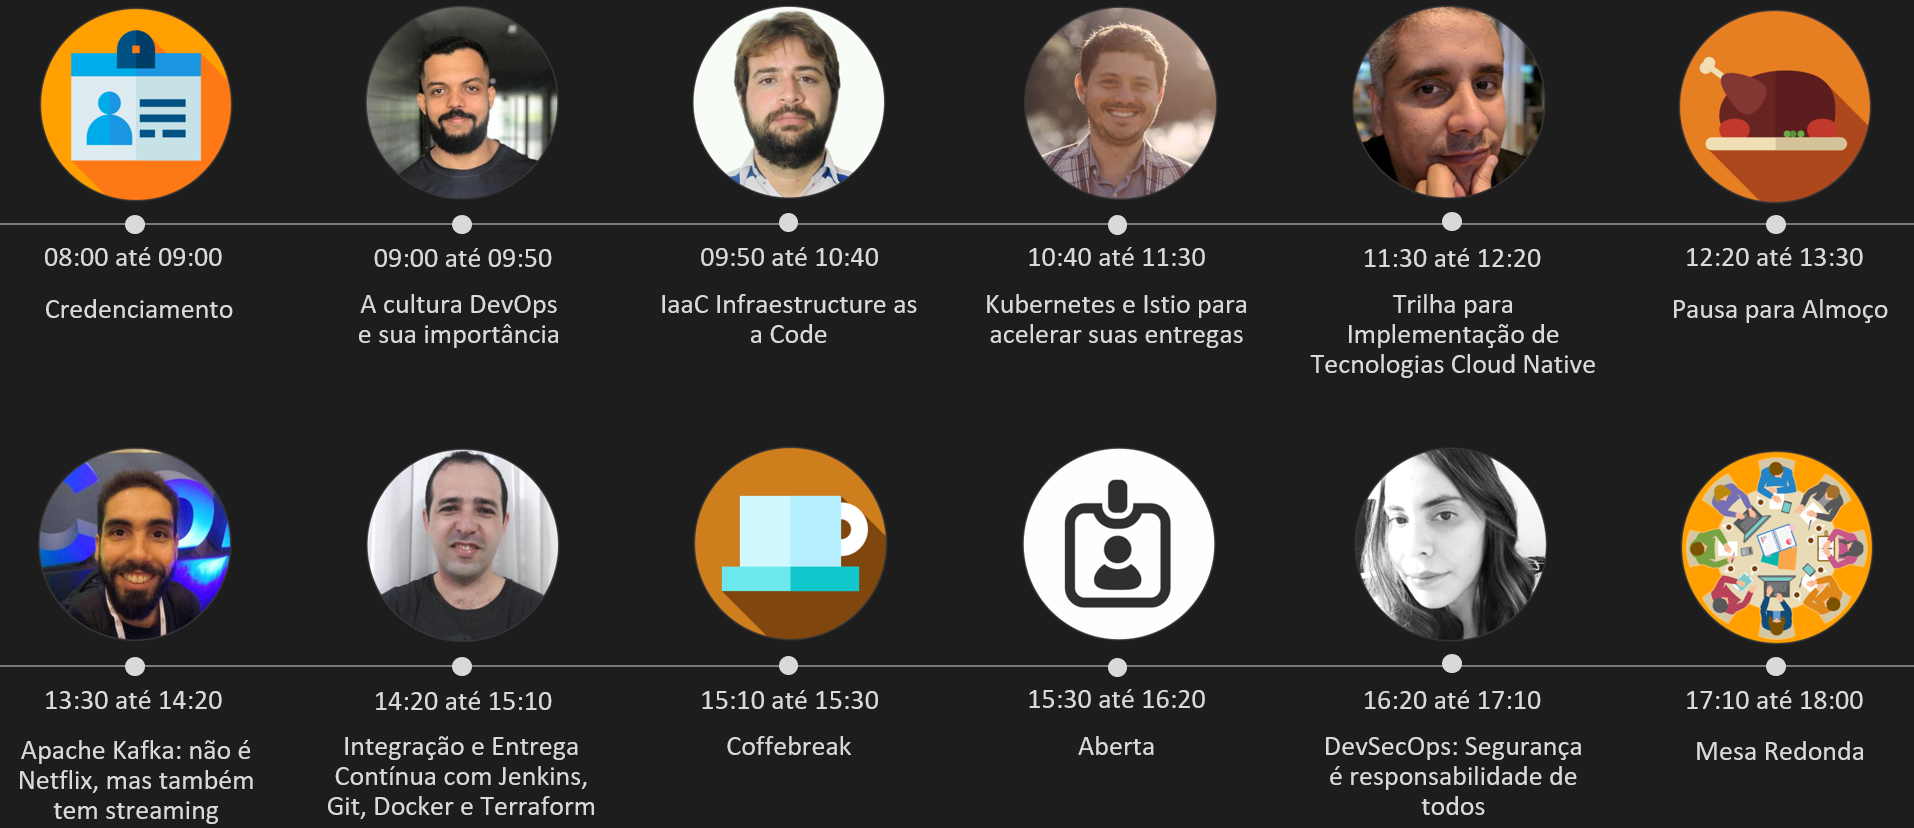 08:00 até 09:00
Credenciamento
09:00 até 09:50
A cultura DevOps
e sua importância
09:50 até 10:40
IaaC Infraestructure as
a Code
10:40 até 11:30
Kubernetes e Istio para
acelerar suas entregas
11:30 até 12:20
Trilha para
Implementação de
Tecnologias Cloud Native
12:20 até 13:30
Pausa para Almoço
13:30 até 14:20
Apache Kafka: não é
Netflix, mas também
tem streaming
14:20 até 15:10
Integração e Entrega
Contínua com Jenkins,
Git, Docker e Terraform
15:10 até 15:30
Coffebreak
15:30 até 16:20
Aberta
16:20 até 17:10
DevSecOps: Segurança
é responsabilidade de
todos
17:10 até 18:00
Mesa Redonda